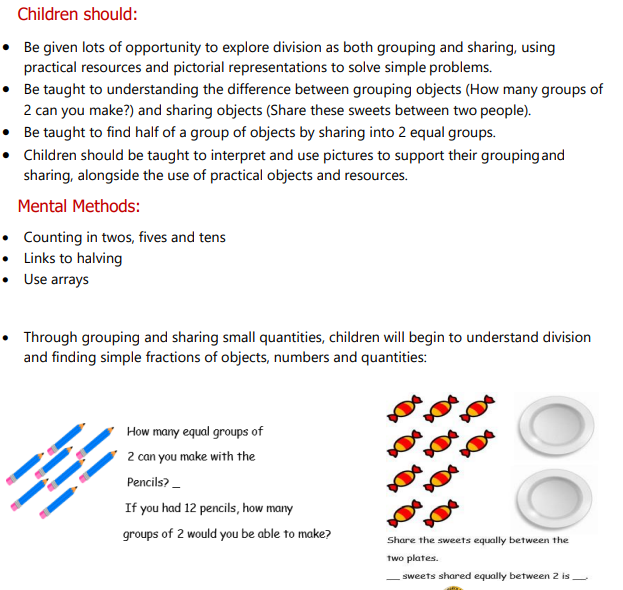 Children should:
• Be given lots of opportunity to explore division as both grouping and sharing, using
practical resources and pictorial representations to solve simple problems.
• Be taught to understanding the difference between grouping objects (How many groups of
2 can you make?) and sharing objects (Share these sweets between two people).
• Be taught to find half of a group of objects by sharing into 2 equal groups.
• Children should be taught to interpret and use pictures to support their grouping and
sharing, alongside the use of practical objects and resources.
Mental Methods:
• Counting in twos, fives and tens
• Links to halving
• Use arrays
• Through grouping and sharing small quantities, children will begin to understand division
and finding simple fractions of objects, numbers and quantities:
How many equal groups of
2 can you make with the
Pencils? _
If you had 12 pencils, how many
groups of 2 would you be able to make?
Share the sweets equally between the
two plates.
__ sweets shared equally between 2 is __.